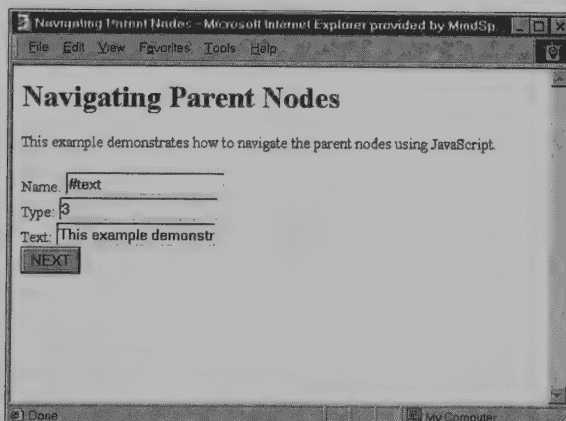 Navigating Parent Nodes - Microsoft Internet Explorer provided by MindSp...
File Edit View Favorites Tools Help
Navigating Parent Nodes
This example demonstrates how to navigate the parent nodes using JavaScript.
Name: #text
Type: 3
Text: This example demonstr
NEXT
Done My Computer